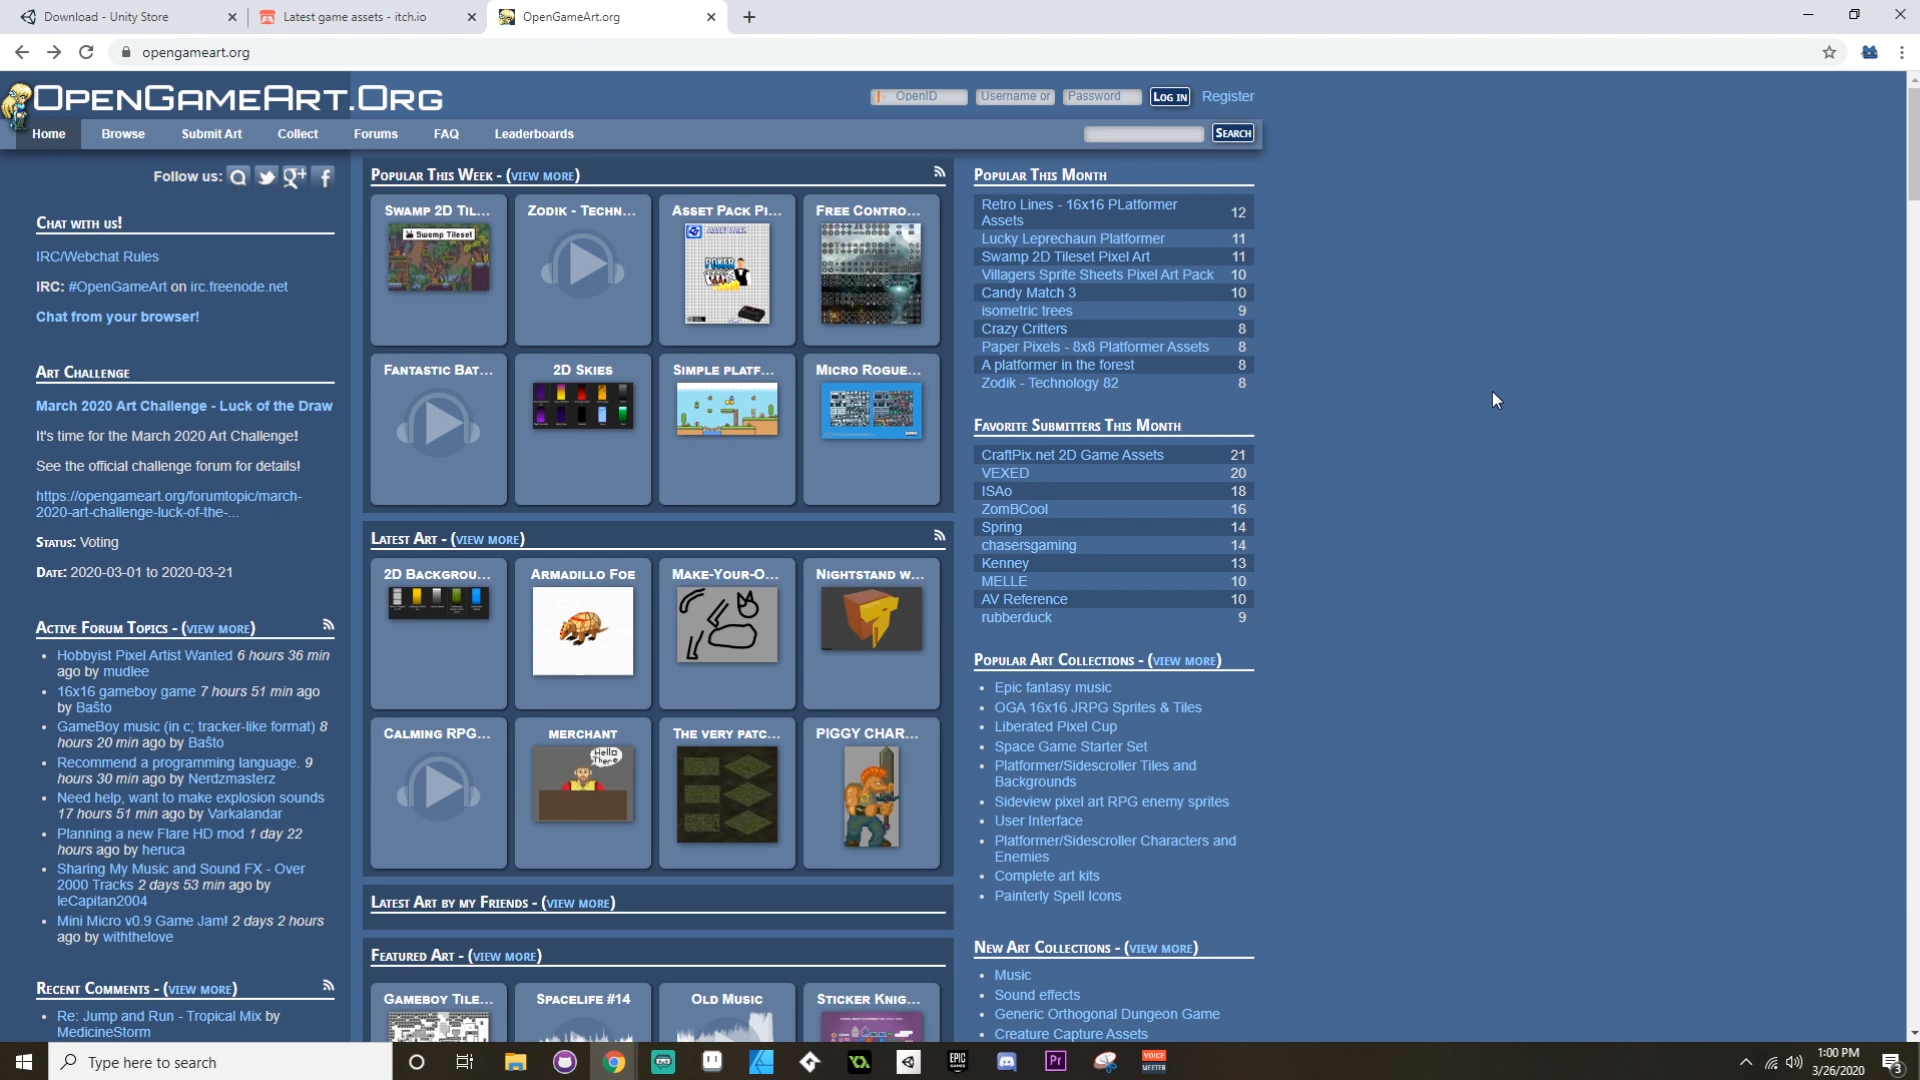 Download - Unity Store
Latest game assets - itch.io
OpenGameArt.org
opengameart.org
OpenGameArt.Org
OpenID
Username or
Password
Log in
Register
Home
Browse
Submit Art
Collect
Forums
FAQ
Leaderboards
Search
Follow us:
Chat with us!
IRC/Webchat Rules
IRC: #OpenGameArt on irc.freenode.net
Chat from your browser!
Art Challenge
March 2020 Art Challenge - Luck of the Draw
It's time for the March 2020 Art Challenge!
See the official challenge forum for details!
https://opengameart.org/forumtopic/march-
2020-art-challenge-luck-of-the-...
Status: Voting
Date: 2020-03-01 to 2020-03-21
Active Forum Topics - (view more)
Hobbyist Pixel Artist Wanted 6 hours 36 min
ago by mudlee
16x16 gameboy game 7 hours 51 min ago
by Baŝto
GameBoy music (in c; tracker-like format) 8
hours 20 min ago by Baŝto
Recommend a programming language. 9
hours 30 min ago by Nerdzmasterz
Need help, want to make explosion sounds
17 hours 51 min ago by Varkalandar
Planning a new Flare HD mod 1 day 22
hours ago by heruca
Sharing My Music and Sound FX - Over
2000 Tracks 2 days 53 min ago by
leCapitan2004
Mini Micro v0.9 Game Jam! 2 days 2 hours
ago by withthelove
Recent Comments - (view more)
Re: Jump and Run - Tropical Mix by
MedicineStorm
Popular This Week - (view more)
Swamp 2D Til...
Swamp Tileset
Zodik - Techn...
Asset Pack Pi...
Free Contro...
Fantastic Bat...
2D Skies
Simple platf...
Micro Rogue...
Latest Art - (view more)
2D Backgrou...
Armadillo Foe
Make-Your-O...
Nightstand w...
Calming RPG...
merchant
Hello
There
The very patc...
PIGGY CHAR...
Latest Art by my Friends - (view more)
Featured Art - (view more)
Gameboy Tile...
Spacelife #14
Old Music
Sticker Knig...
Popular This Month
Retro Lines - 16x16 PLatformer
Assets 12
Lucky Leprechaun Platformer 11
Swamp 2D Tileset Pixel Art 11
Villagers Sprite Sheets Pixel Art Pack 10
Candy Match 3 10
isometric trees 9
Crazy Critters 8
Paper Pixels - 8x8 Platformer Assets 8
A platformer in the forest 8
Zodik - Technology 82 8
Favorite Submitters This Month
CraftPix.net 2D Game Assets 21
VEXED 20
ISAo 18
ZomBCool 16
Spring 14
chasersgaming 14
Kenney 13
MELLE 10
AV Reference 10
rubberduck 9
Popular Art Collections - (view more)
Epic fantasy music
OGA 16x16 JRPG Sprites & Tiles
Liberated Pixel Cup
Space Game Starter Set
Platformer/Sidescroller Tiles and
Backgrounds
Sideview pixel art RPG enemy sprites
User Interface
Platformer/Sidescroller Characters and
Enemies
Complete art kits
Painterly Spell Icons
New Art Collections - (view more)
Music
Sound effects
Generic Orthogonal Dungeon Game
Creature Capture Assets
Type here to search
EPIC
GAMES
Pr
VOICE
MEETER
1:00 PM
3/26/2020
3